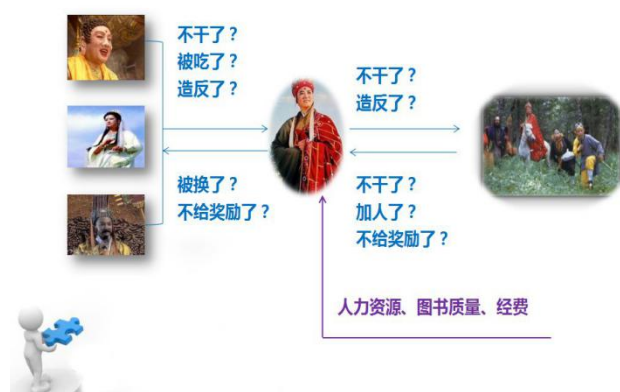 不干了？
被吃了？
造反了？
不干了？
造反了？
被换了？
不给奖励了？
不干了？
加人了？
不给奖励了？
人力资源、图书质量、经费